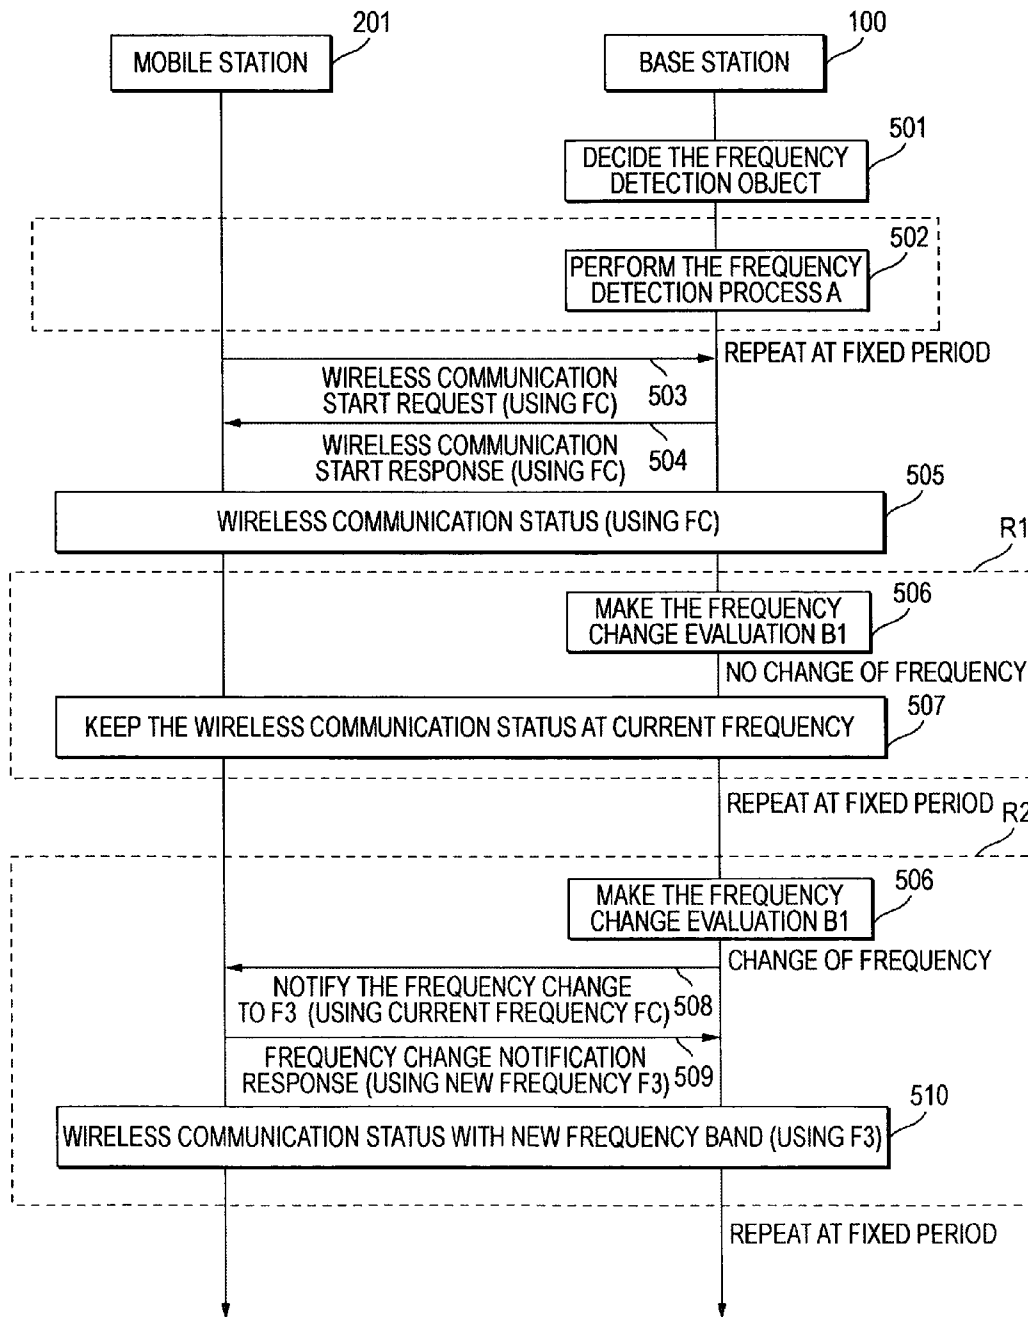 201
100
MOBILE STATION
BASE STATION
501
DECIDE THE FREQUENCY
DETECTION OBJECT
502
PERFORM THE FREQUENCY
DETECTION PROCESS A
REPEAT AT FIXED PERIOD
WIRELESS COMMUNICATION
START REQUEST (USING FC)
503
WIRELESS COMMUNICATION
START RESPONSE (USING FC)
504
505
WIRELESS COMMUNICATION STATUS (USING FC)
R1
506
MAKE THE FREQUENCY
CHANGE EVALUATION B1
NO CHANGE OF FREQUENCY
507
KEEP THE WIRELESS COMMUNICATION STATUS AT CURRENT FREQUENCY
REPEAT AT FIXED PERIOD
R2
506
MAKE THE FREQUENCY
CHANGE EVALUATION B1
CHANGE OF FREQUENCY
NOTIFY THE FREQUENCY CHANGE
TO F3 (USING CURRENT FREQUENCY FC)
508
FREQUENCY CHANGE NOTIFICATION
RESPONSE (USING NEW FREQUENCY F3)
509
510
WIRELESS COMMUNICATION STATUS WITH NEW FREQUENCY BAND (USING F3)
REPEAT AT FIXED PERIOD